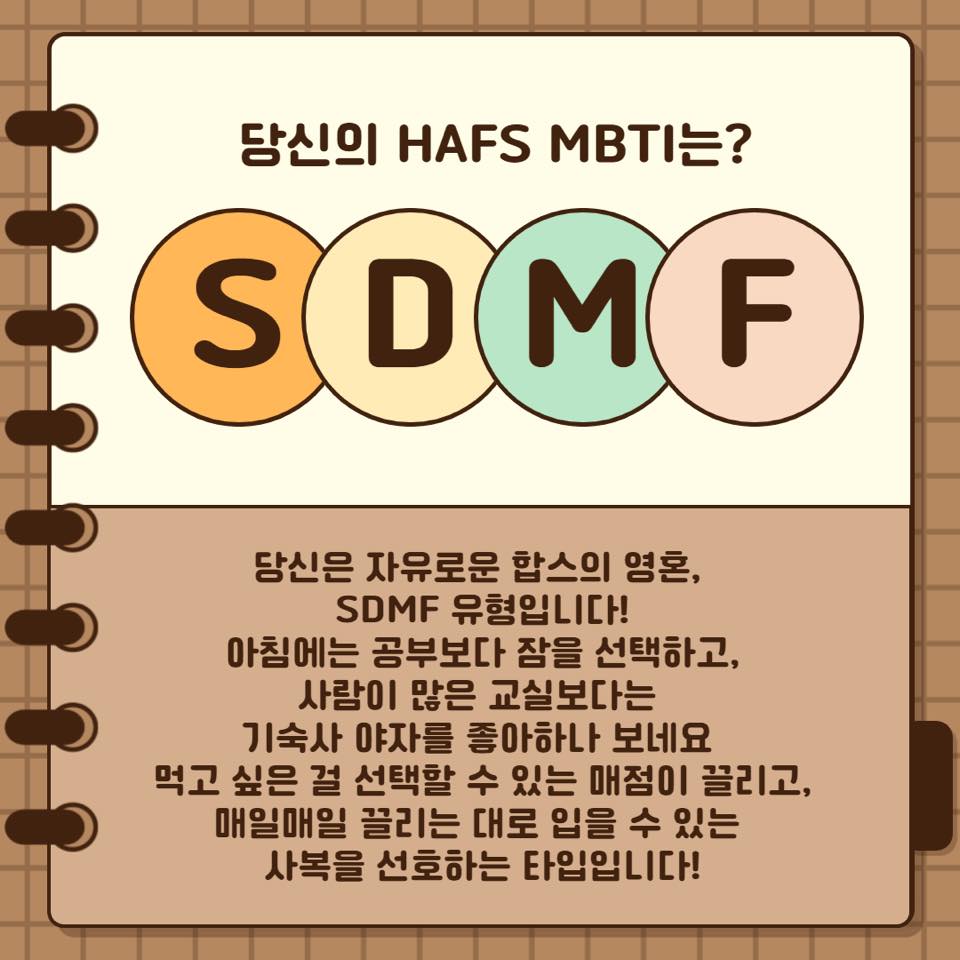 당신의 HAFS MBTI는?
S D M F
당신은 자유로운 합스의 영혼,
SDMF 유형입니다!
아침에는 공부보다 잠을 선택하고,
사람이 많은 교실보다는
기숙사 야자를 좋아하나 보네요
먹고 싶은 걸 선택할 수 있는 매점이 끌리고,
매일매일 끌리는 대로 입을 수 있는
사복을 선호하는 타입입니다!